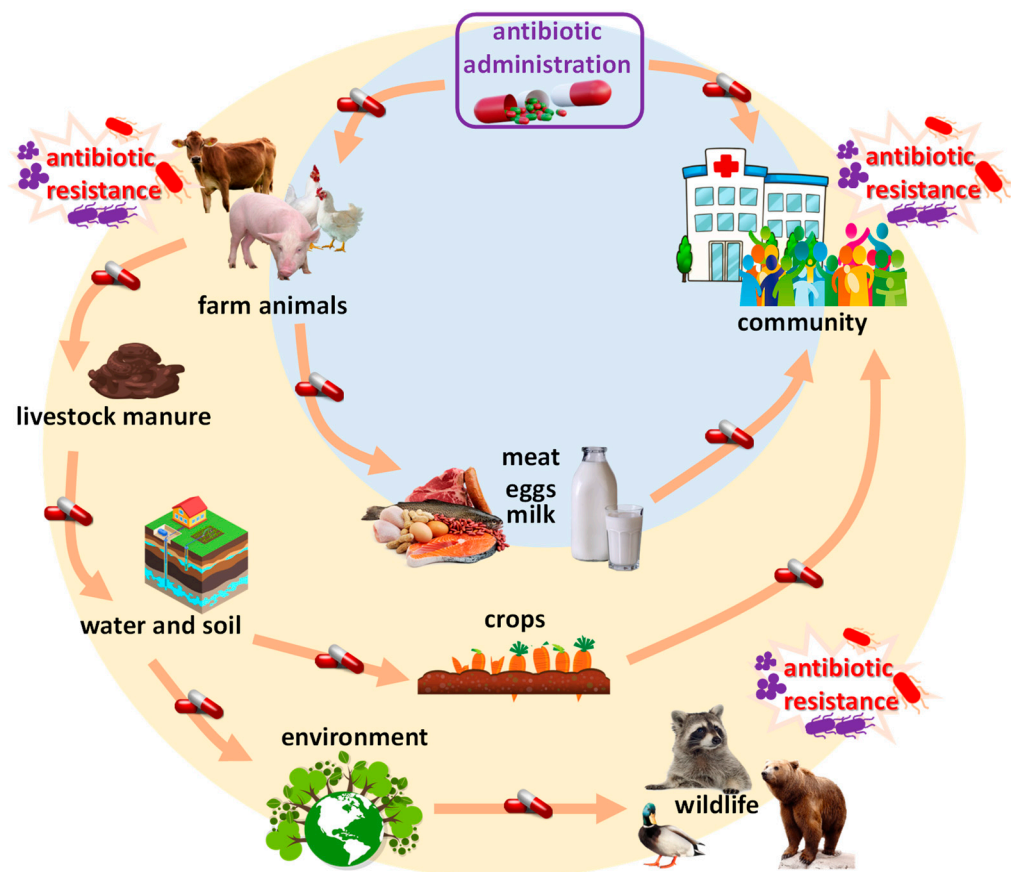 antibiotic
administration
antibiotic
resistance
antibiotic
resistance
farm animals
community
livestock manure
meat
eggs
milk
water and soil
crops
antibiotic
resistance
environment
wildlife